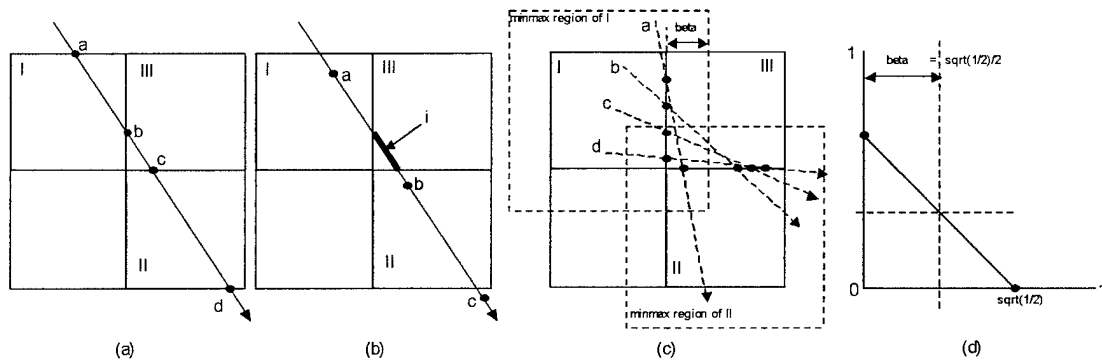 a
I
III
b
c
II
d
(a)
I
III
a
i
b
II
c
(b)
minmax region of I
a
beta
I
III
b
c
d
II
minmax region of II
(c)
1
beta = sqrt(1/2)/2
0
sqrt(1/2)
(d)